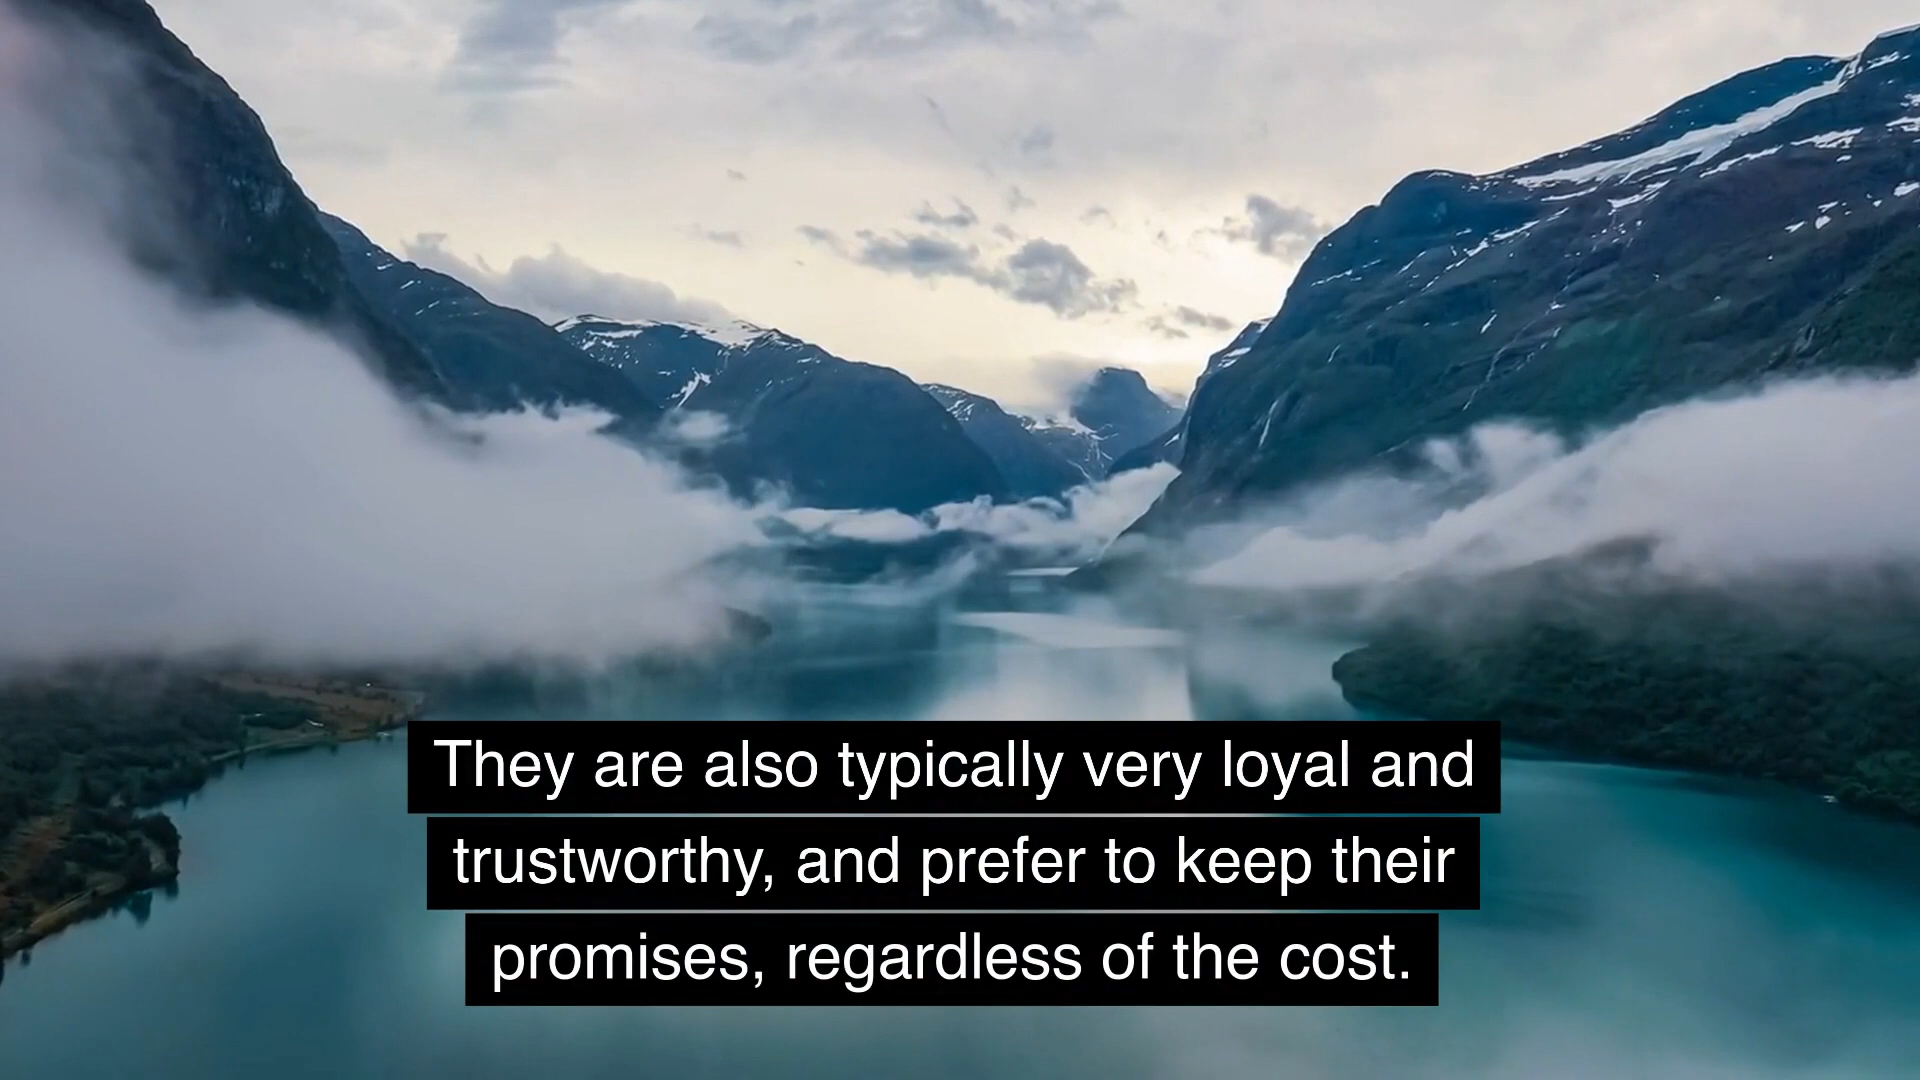 They are also typically very loyal and
trustworthy, and prefer to keep their
promises, regardless of the cost.